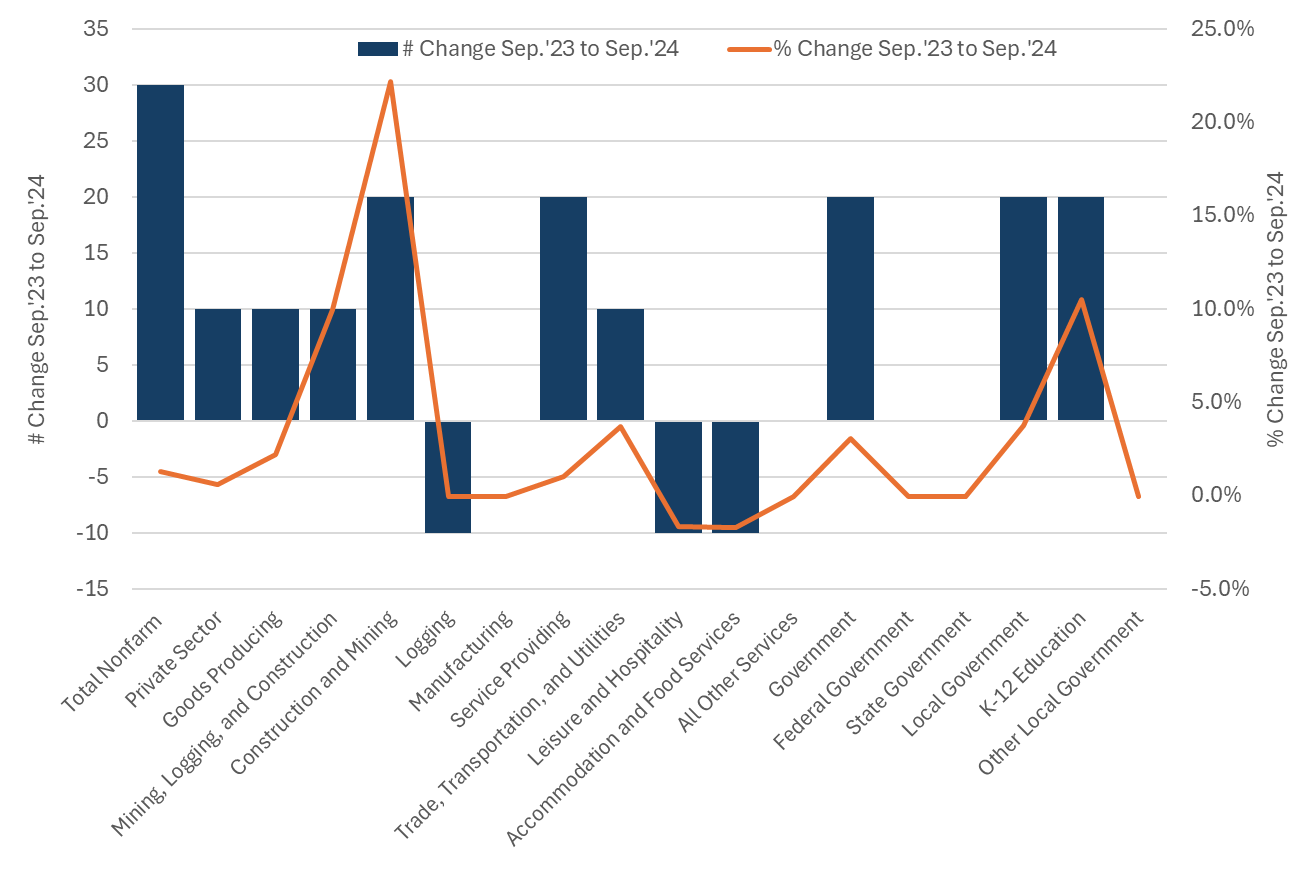 # Change Sep.'23 to Sep.'24
% Change Sep.'23 to Sep.'24
# Change Sep.'23 to Sep.'24
35
30
25
20
15
10
5
0
-5
-10
-15
25.0%
20.0%
15.0%
10.0%
5.0%
0.0%
-5.0%
% Change Sep.'23 to Sep.'24
Total Nonfarm
Private Sector
Goods Producing
Mining, Logging, and Construction
Construction and Mining
Logging
Manufacturing
Service Providing
Trade, Transportation, and Utilities
Leisure and Hospitality
Accommodation and Food Services
All Other Services
Government
Federal Government
State Government
Local Government
K-12 Education
Other Local Government